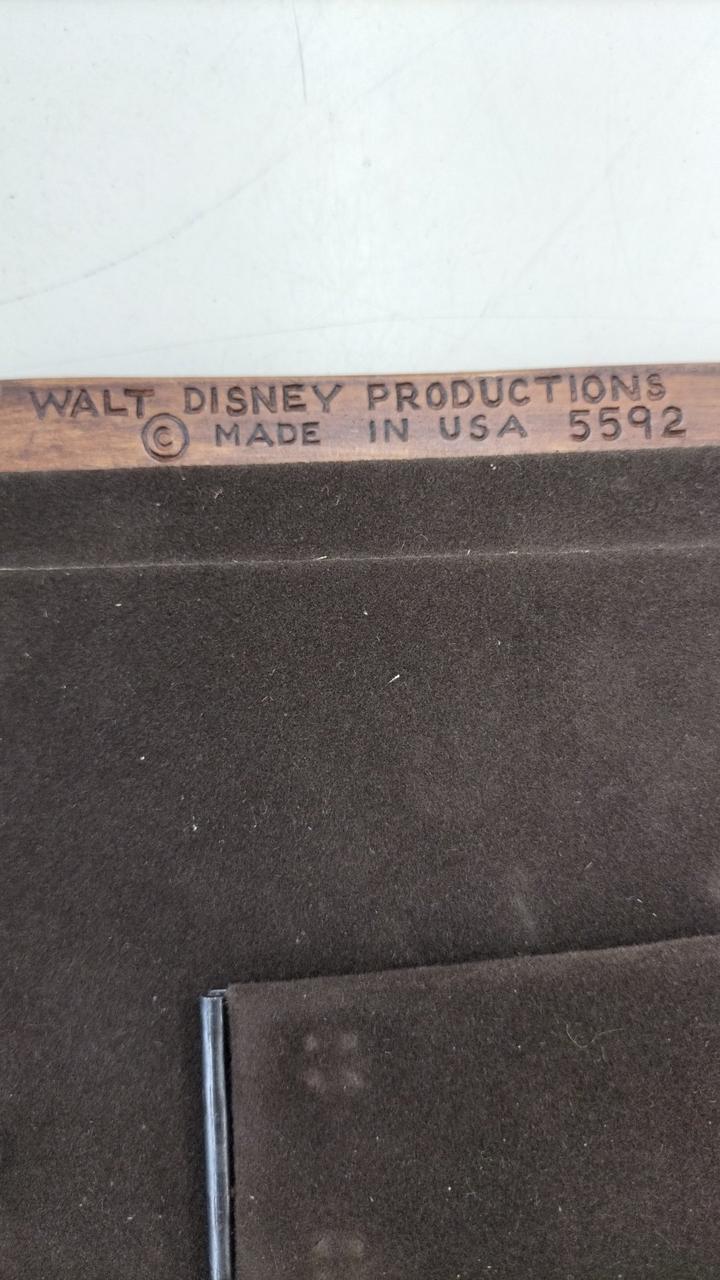 WALT DISNEY PRODUCTIONS
© MADE IN USA 5592